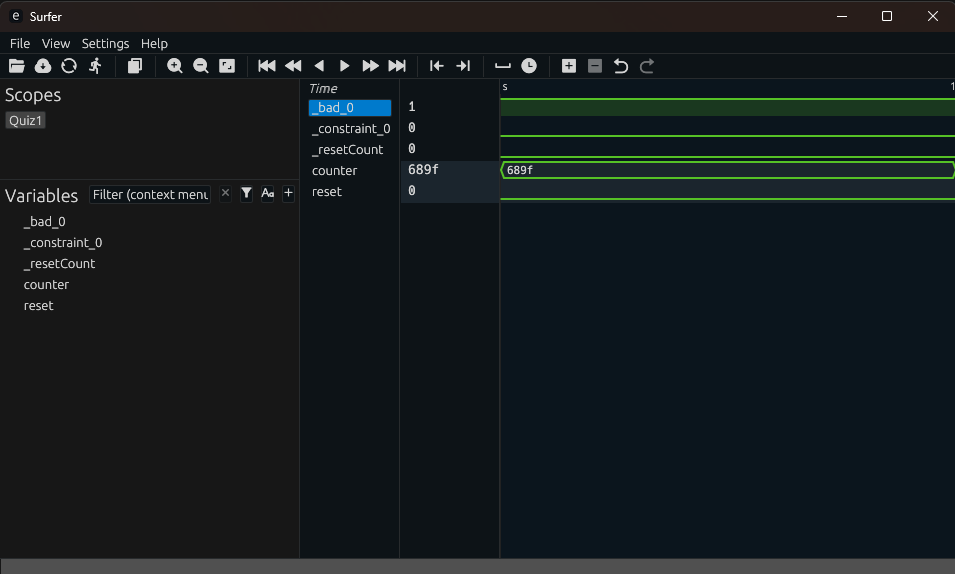 e Surfer
File View Settings Help
Scopes
Quiz1
Variables Filter (context menu Aa +
_bad_0
_constraint_0
_resetCount
counter
reset
Time
_bad_0 1
_constraint_0 0
_resetCount 0
counter 689f
reset 0
s 1
689f